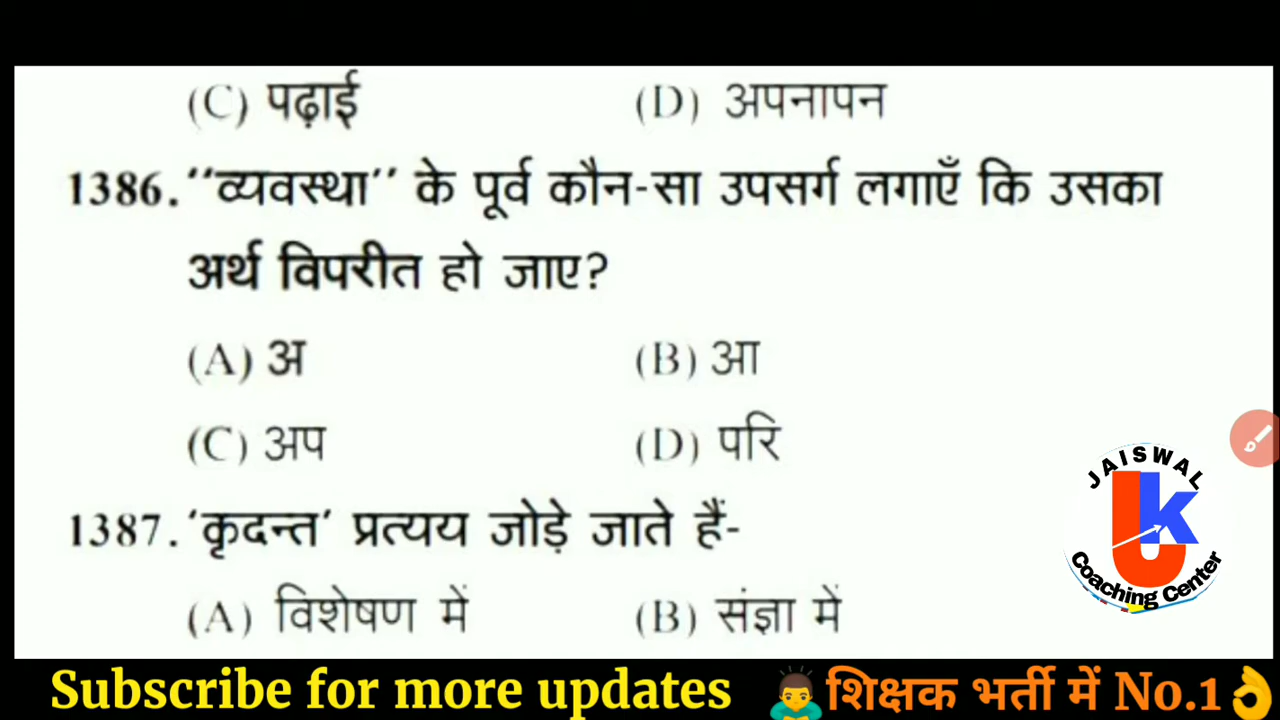 (C) पढ़ाई (D) अपनापन
1386. ‘‘व्यवस्था’’ के पूर्व कौन-सा उपसर्ग लगाएँ कि उसका
अर्थ विपरीत हो जाए?
(A) अ (B) आ
(C) अप (D) परि
1387. ‘कृदन्त’ प्रत्यय जोड़े जाते हैं-
(A) विशेषण में (B) संज्ञा में
JAISWAL
Jk
Coaching Center
Subscribe for more updates 🙇‍♂️शिक्षक भर्ती में No.1👌